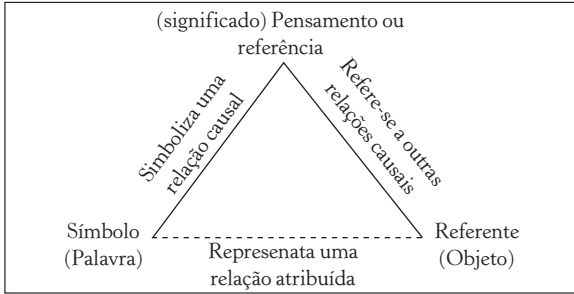 (significado) Pensamento ou
referência
Simboliza uma
relação causal
Refere-se a outras
relações causais
Símbolo
(Palavra)
Referente
(Objeto)
Represenata uma
relação atribuída